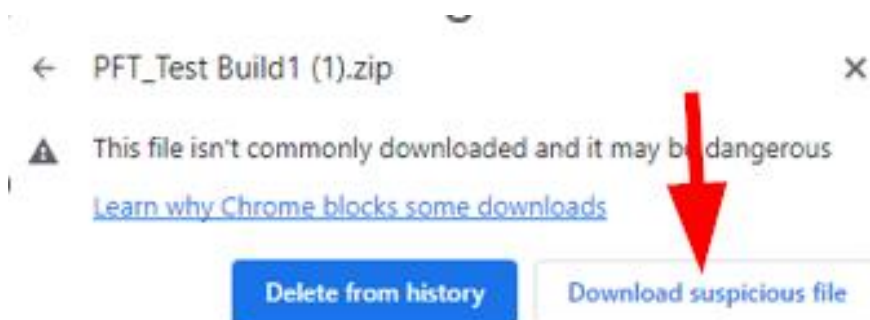 PFT_Test Build1 (1).zip
This file isn't commonly downloaded and it may be dangerous
Learn why Chrome blocks some downloads
Delete from history
Download suspicious file